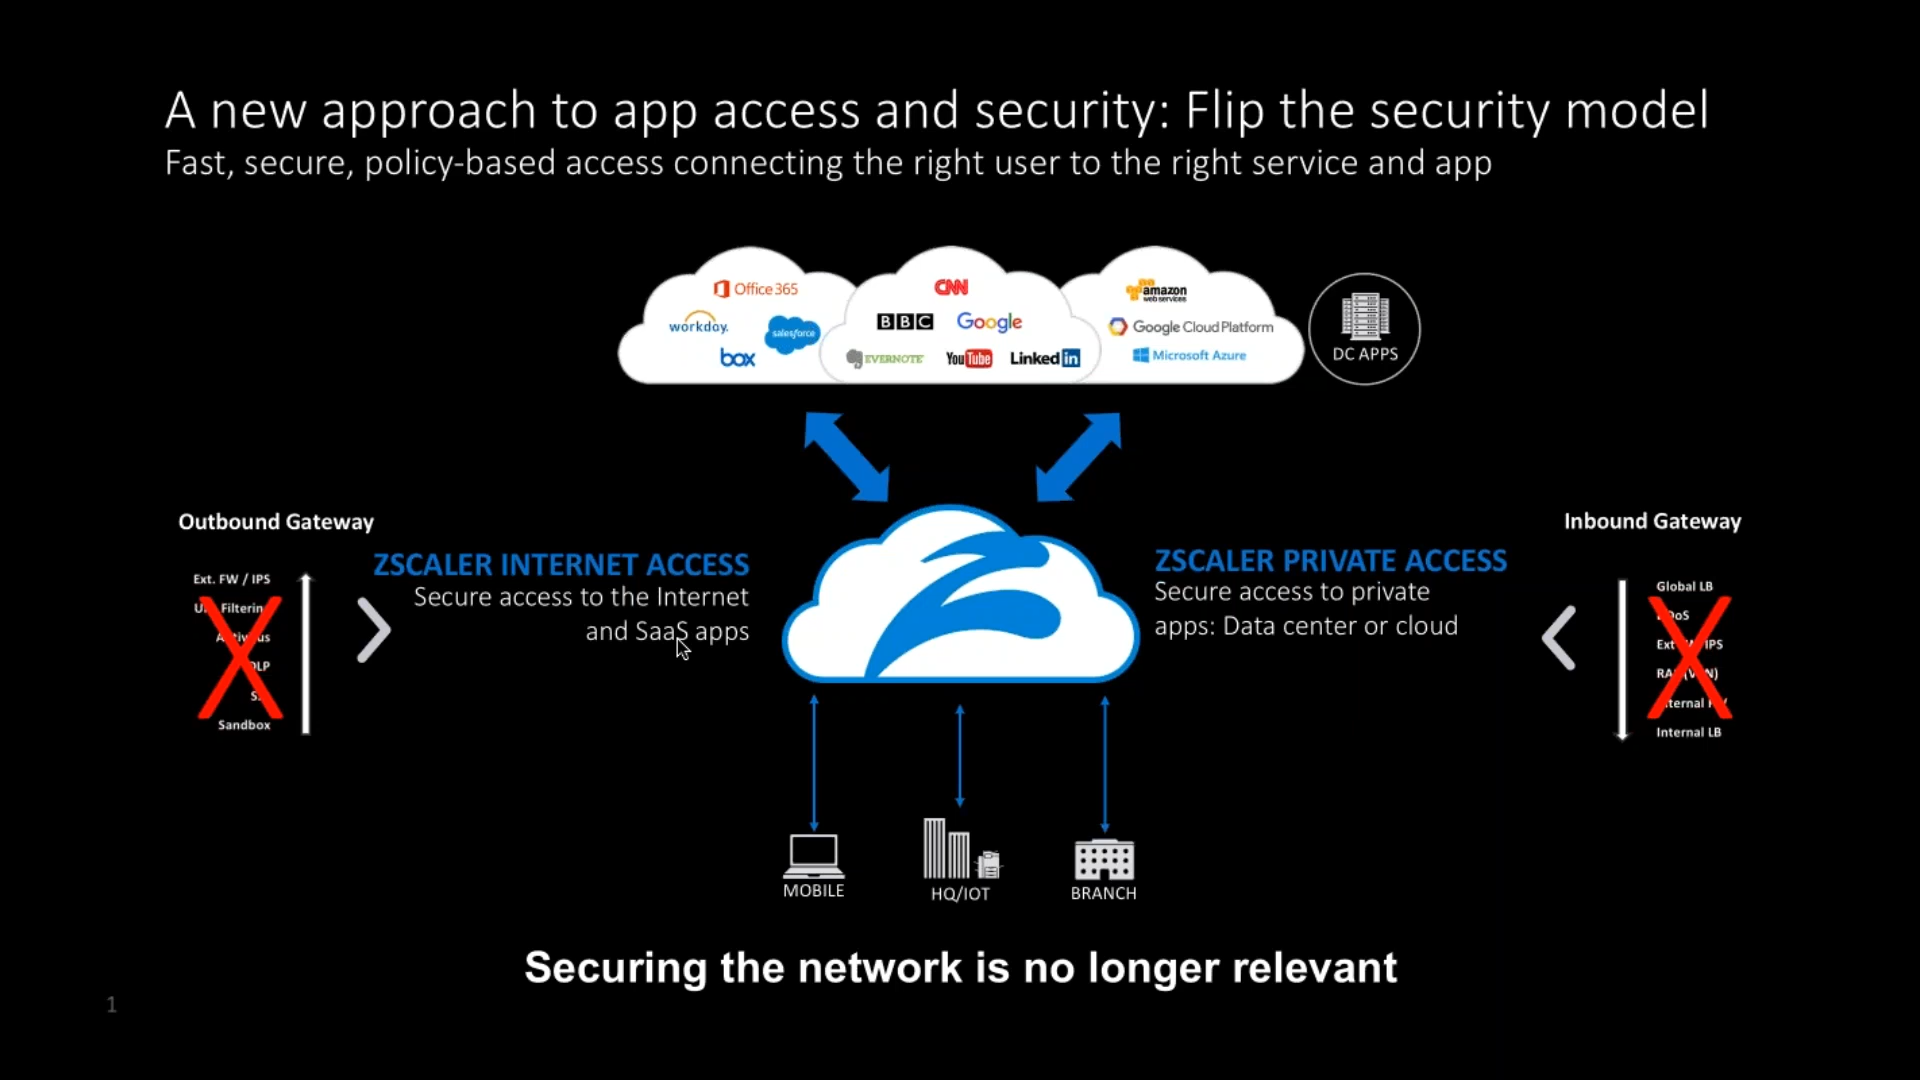 A new approach to app access and security: Flip the security model
Fast, secure, policy-based access connecting the right user to the right service and app
Office 365
workday.
salesforce
box
CNN
BBC
Google
EVERNOTE
YouTube
LinkedIn
amazon
web services
Google Cloud Platform
Microsoft Azure
DC APPS
Outbound Gateway
Ext. FW / IPS
Filtering
DLP
Sandbox
ZSCALER INTERNET ACCESS
Secure access to the Internet
and SaaS apps
ZSCALER PRIVATE ACCESS
Secure access to private
apps: Data center or cloud
Inbound Gateway
Global LB
IPS
Internal LB
MOBILE
HQ/IOT
BRANCH
Securing the network is no longer relevant
1